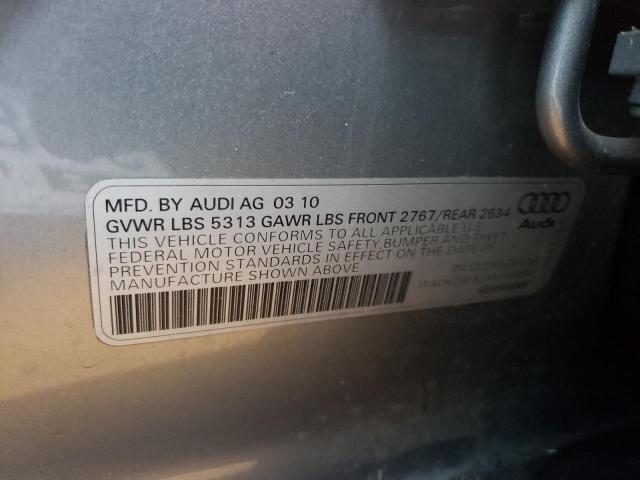 MFD. BY AUDI AG 03 10
GVWR LBS 5313 GAWR LBS FRONT 2767/REAR 2634
THIS VEHICLE CONFORMS TO ALL APPLICABLE U.S.
FEDERAL MOTOR VEHICLE SAFETY, BUMPER AND THEFT
PREVENTION STANDARDS IN EFFECT ON THE DATE OF
MANUFACTURE SHOWN ABOVE
Audi
GERMANY